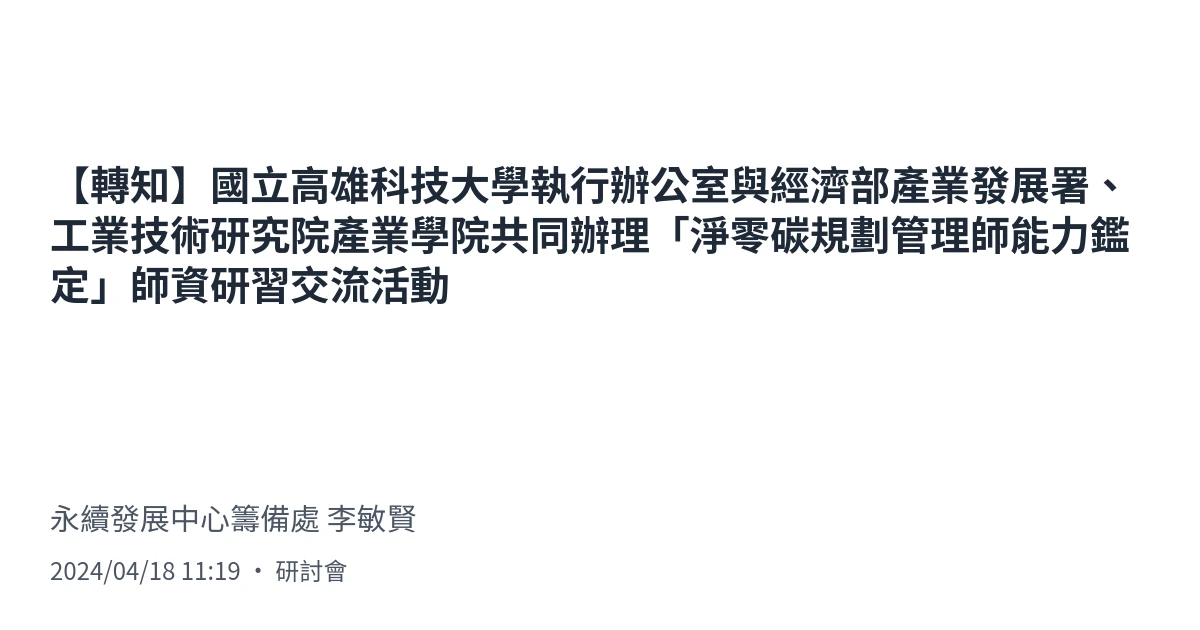 【轉知】國立高雄科技大學執行辦公室與經濟部產業發展署、
工業技術研究院產業學院共同辦理「淨零碳規劃管理師能力鑑
定」師資研習交流活動
永續發展中心籌備處 李敏賢
2024/04/18 11:19 ・ 研討會